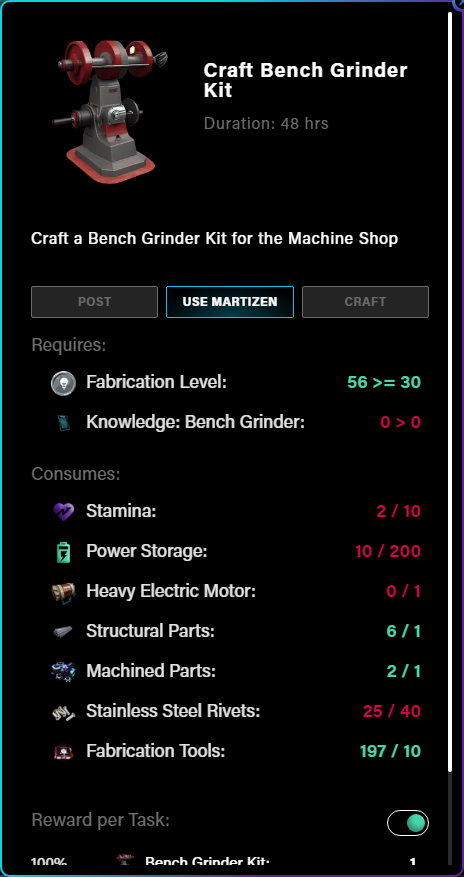 Craft Bench Grinder
Kit
Duration: 48 hrs
Craft a Bench Grinder Kit for the Machine Shop
POST USE MARTIZEN CRAFT
Requires:
Fabrication Level: 56 >= 30
Knowledge: Bench Grinder: 0 > 0
Consumes:
Stamina: 2 / 10
Power Storage: 10 / 200
Heavy Electric Motor: 0 / 1
Structural Parts: 6 / 1
Machined Parts: 2 / 1
Stainless Steel Rivets: 25 / 40
Fabrication Tools: 197 / 10
Reward per Task:
100% Bench Grinder Kit: 1